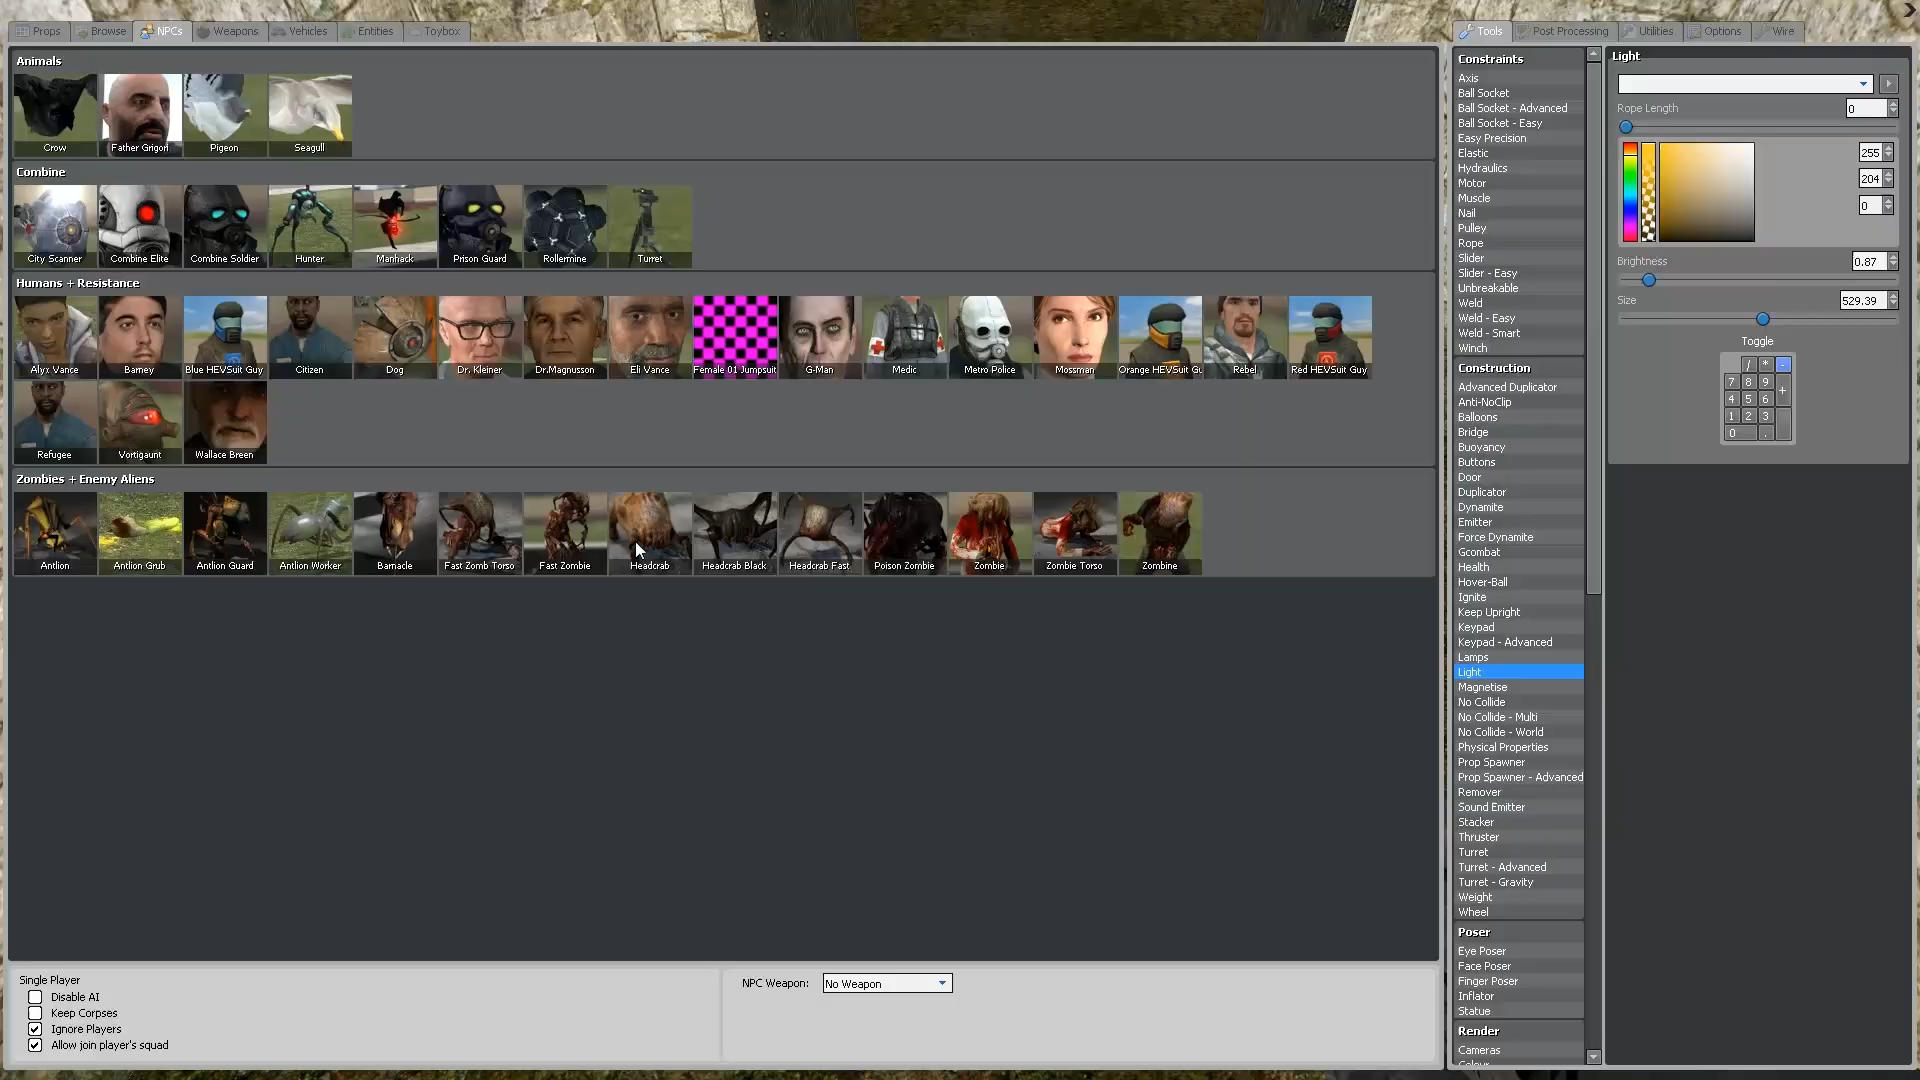 Props Browse NPCs Weapons Vehicles Entities Toybox
Animals
Crow Father Grigori Pigeon Seagull
Combine
City Scanner Combine Elite Combine Soldier Hunter Manhack Prison Guard Rollermine Turret
Humans + Resistance
Alyx Vance Barney Blue HEVSuit Guy Citizen Dog Dr. Kleiner Dr.Magnusson Eli Vance Female 01 Jumpsuit G-Man Medic Metro Police Mossman Orange HEVSuit Gu Rebel Red HEVSuit Guy
Refugee Vortigaunt Wallace Breen
Zombies + Enemy Aliens
Antlion Antlion Grub Antlion Guard Antlion Worker Barnacle Fast Zomb Torso Fast Zombie Headcrab Headcrab Black Headcrab Fast Poison Zombie Zombie Zombie Torso Zombine
Single Player
Disable AI
Keep Corpses
Ignore Players
Allow join player's squad
NPC Weapon: No Weapon
Tools Post Processing Utilities Options Wire
Constraints
Axis
Ball Socket
Ball Socket - Advanced
Ball Socket - Easy
Easy Precision
Elastic
Hydraulics
Motor
Muscle
Nail
Pulley
Rope
Slider
Slider - Easy
Unbreakable
Weld
Weld - Easy
Weld - Smart
Winch
Construction
Advanced Duplicator
Anti-NoClip
Balloons
Bridge
Buoyancy
Buttons
Door
Duplicator
Dynamite
Emitter
Force Dynamite
Gcombat
Health
Hover-Ball
Ignite
Keep Upright
Keypad
Keypad - Advanced
Lamps
Light
Magnetise
No Collide
No Collide - Multi
No Collide - World
Physical Properties
Prop Spawner
Prop Spawner - Advanced
Remover
Sound Emitter
Stacker
Thruster
Turret
Turret - Advanced
Turret - Gravity
Weight
Wheel
Poser
Eye Poser
Face Poser
Finger Poser
Inflator
Statue
Render
Cameras
Colour
Light
Rope Length 0
255
204
0
Brightness 0.87
Size 529.39
Toggle
/ * -
7 8 9 +
4 5 6
1 2 3
0 .